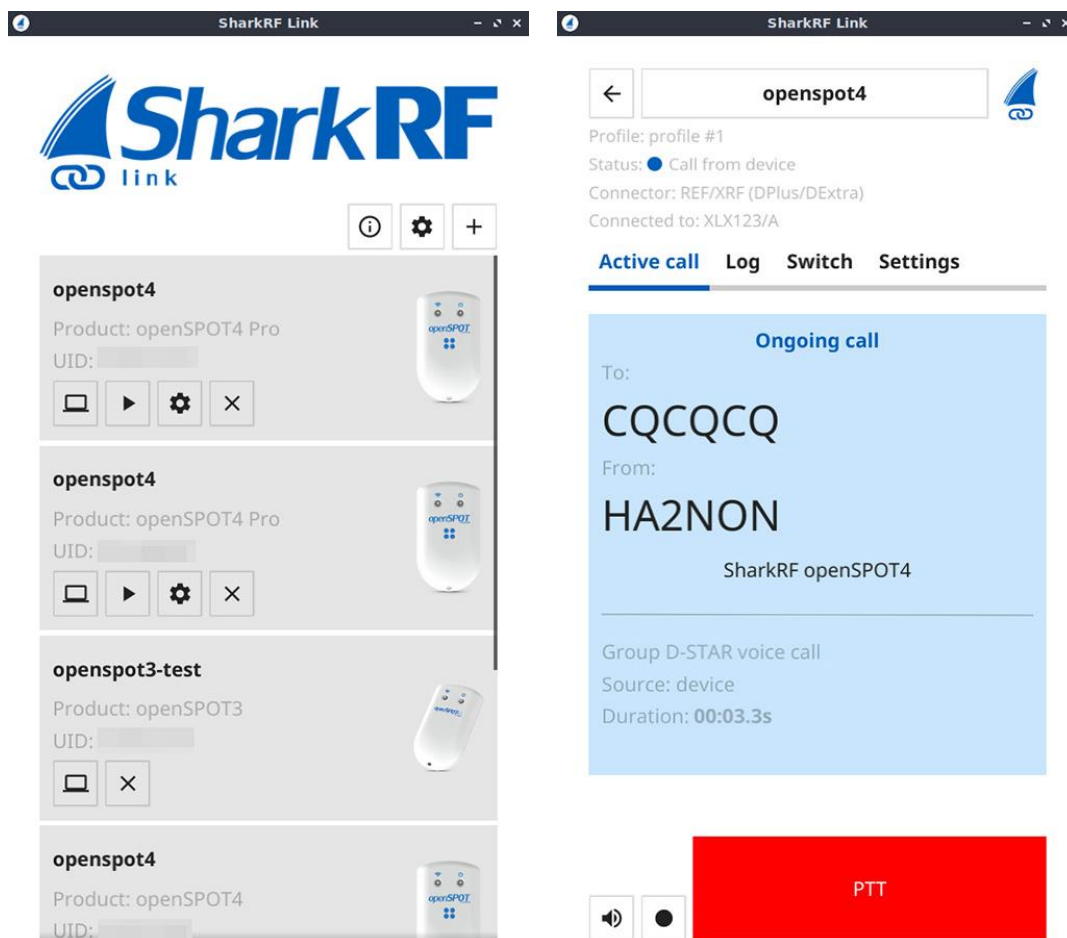 SharkRF Link
SharkRF
link
openspot4
Product: openSPOT4 Pro
UID:
openSPOT
openspot4
Product: openSPOT4 Pro
UID:
openSPOT
openspot3-test
Product: openSPOT3
UID:
openspot4
Product: openSPOT4
UID:
openSPOT
SharkRF Link
openspot4
Profile: profile #1
Status: Call from device
Connector: REF/XRF (DPlus/DExtra)
Connected to: XLX123/A
Active call Log Switch Settings
Ongoing call
To:
CQCQCQ
From:
HA2NON
SharkRF openSPOT4
Group D-STAR voice call
Source: device
Duration: 00:03.3s
PTT